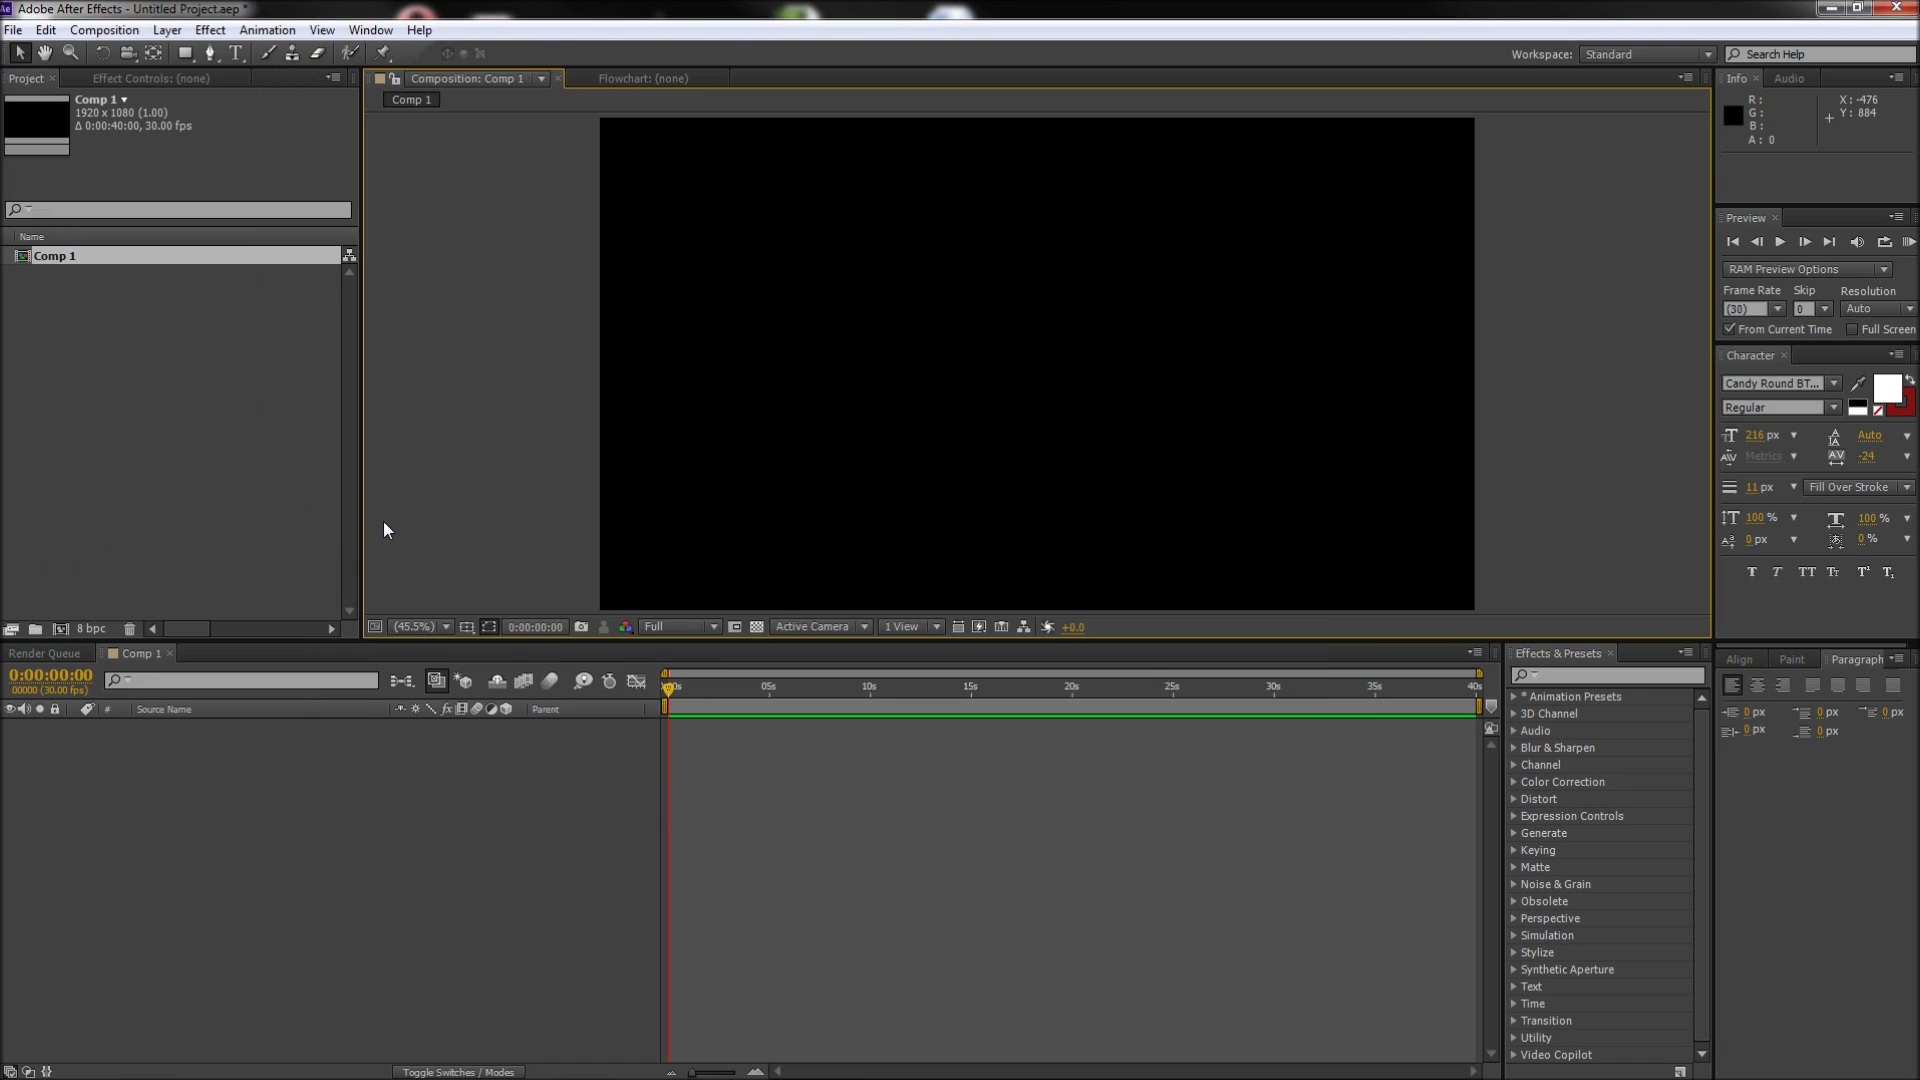 Adobe After Effects - Untitled Project.aep *
File Edit Composition Layer Effect Animation View Window Help
Workspace: Standard Search Help
Project Effect Controls: (none)
Comp 1
1920 x 1080 (1.00)
Δ 0:00:40:00, 30.00 fps
Name
Comp 1
8 bpc
Composition: Comp 1 Flowchart: (none)
Comp 1
(45.5%) 0:00:00:00 Full Active Camera 1 View +0.0
Info Audio
R: X: -476
G: Y: 884
B:
A: 0
Preview
RAM Preview Options
Frame Rate Skip Resolution
(30) 0 Auto
From Current Time Full Screen
Character
Candy Round BT...
Regular
216 px Auto
Metrics -24
11 px Fill Over Stroke
100 % 100 %
0 px 0 %
T T TT Tt T¹ T₁
Render Queue Comp 1
0:00:00:00
00000 (30.00 fps)
# Source Name fx Parent
05s 10s 15s 20s 25s 30s 35s 40s
Toggle Switches / Modes
Effects & Presets
* Animation Presets
3D Channel
Audio
Blur & Sharpen
Channel
Color Correction
Distort
Expression Controls
Generate
Keying
Matte
Noise & Grain
Obsolete
Perspective
Simulation
Stylize
Synthetic Aperture
Text
Time
Transition
Utility
Video Copilot
Align Paint Paragraph
0 px 0 px 0 px
0 px 0 px